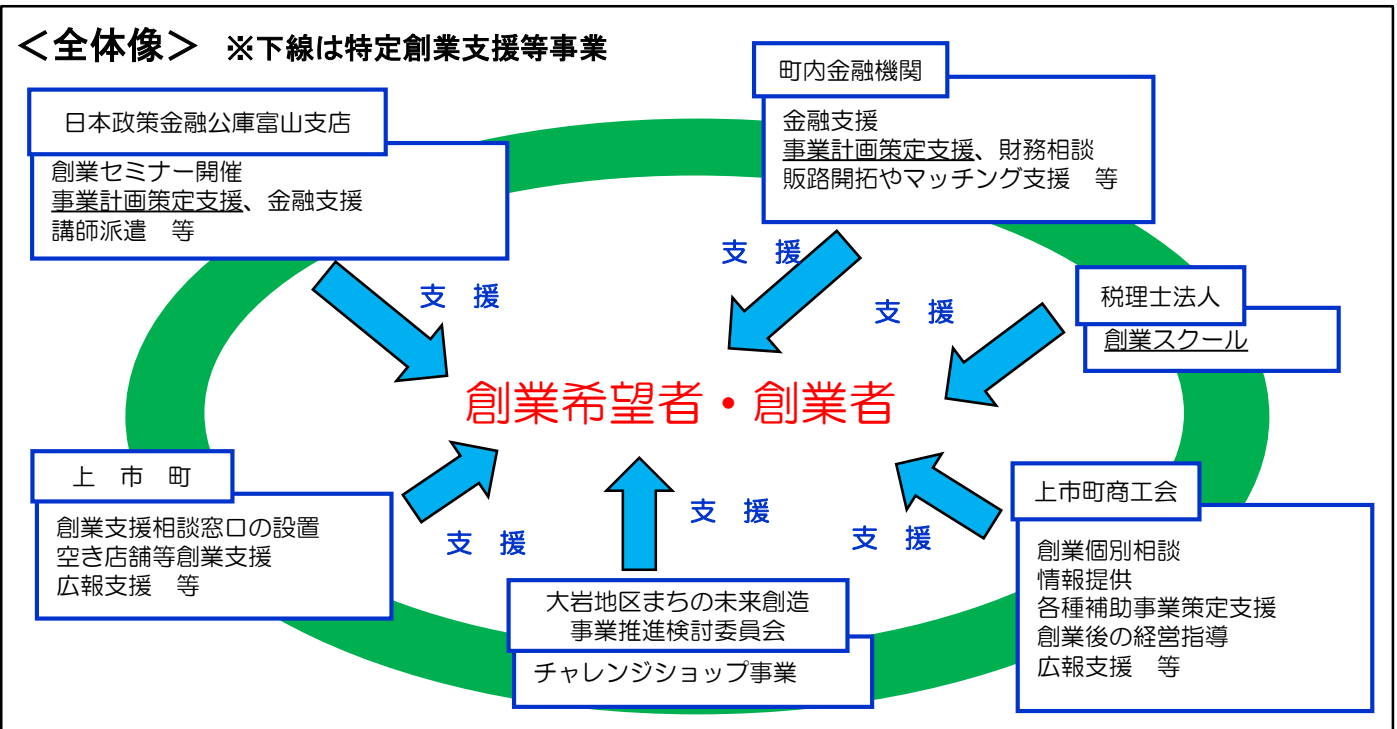 <全体像> ※下線は特定創業支援等事業
日本政策金融公庫富山支店
創業セミナー開催
事業計画策定支援、金融支援
講師派遣 等
町内金融機関
金融支援
事業計画策定支援、財務相談
販路開拓やマッチング支援 等
支 援
支 援
支 援
税理士法人
創業スクール
創業希望者・創業者
上 市 町
創業支援相談窓口の設置
空き店舗等創業支援
広報支援 等
支 援
支 援
支 援
大岩地区まちの未来創造
事業推進検討委員会
チャレンジショップ事業
上市町商工会
創業個別相談
情報提供
各種補助事業策定支援
創業後の経営指導
広報支援 等